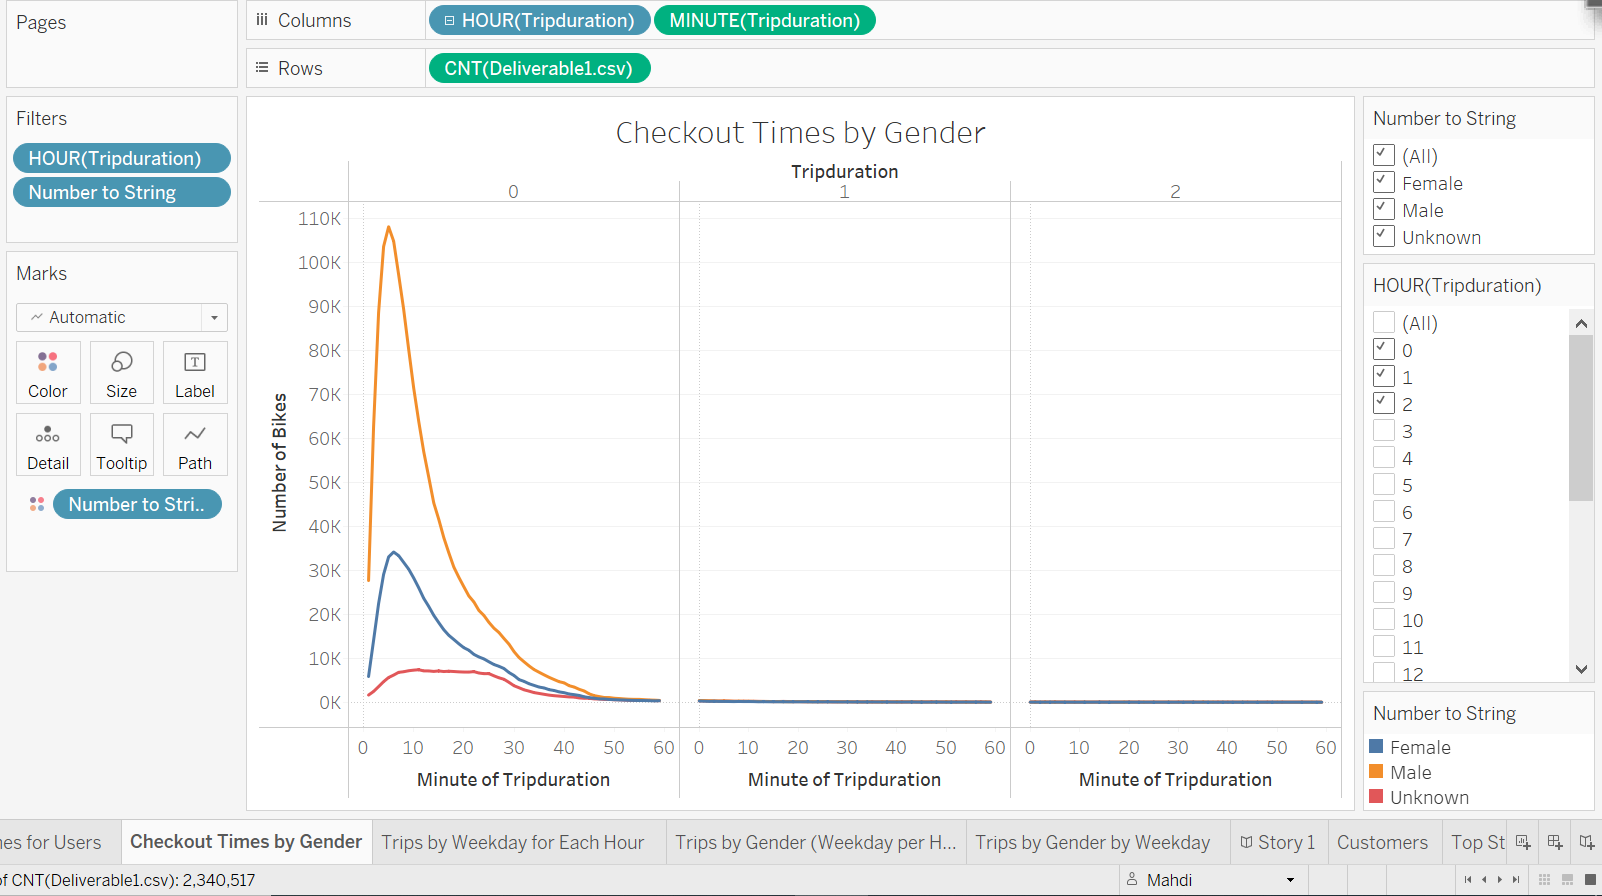 Pages
Columns
HOUR(Tripduration)
MINUTE(Tripduration)
Rows
CNT(Deliverable1.csv)
Filters
HOUR(Tripduration)
Number to String
Marks
Automatic
Color
Size
Label
Detail
Tooltip
Path
Number to Stri..
Checkout Times by Gender
Tripduration
0
1
2
Number of Bikes
110K
100K
90K
80K
70K
60K
50K
40K
30K
20K
10K
0K
0 10 20 30 40 50 60
0 10 20 30 40 50 60
0 10 20 30 40 50 60
Minute of Tripduration
Minute of Tripduration
Minute of Tripduration
Number to String
(All)
Female
Male
Unknown
HOUR(Tripduration)
(All)
0
1
2
3
4
5
6
7
8
9
10
11
12
Number to String
Female
Male
Unknown
nes for Users
Checkout Times by Gender
Trips by Weekday for Each Hour
Trips by Gender (Weekday per H...
Trips by Gender by Weekday
Story 1
Customers
Top St
of CNT(Deliverable1.csv): 2,340,517
Mahdi